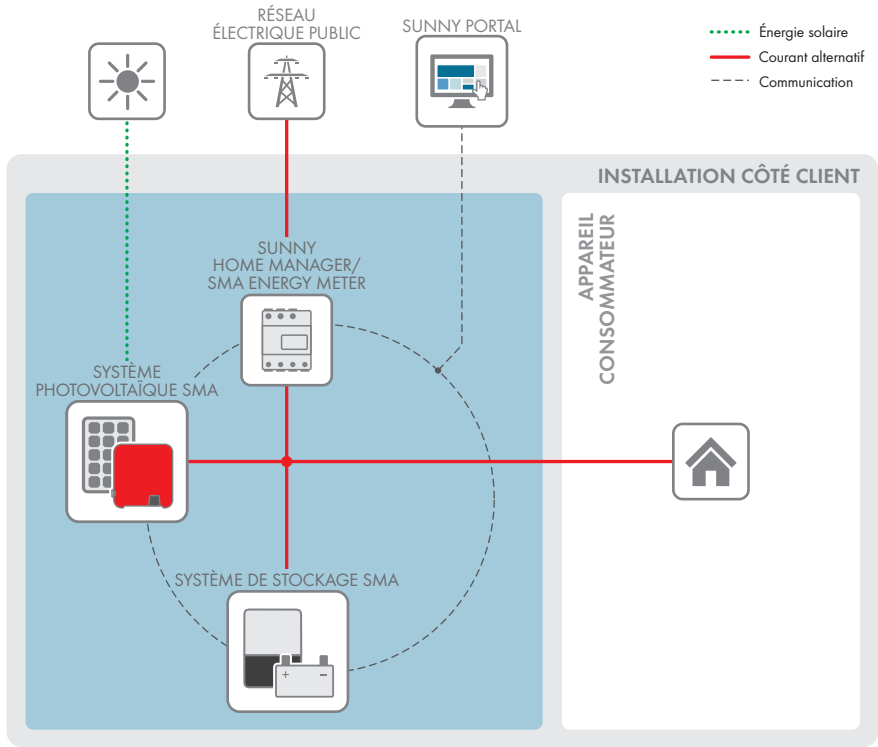 RÉSEAU
ÉLECTRIQUE PUBLIC
SUNNY PORTAL
Énergie solaire
Courant alternatif
Communication
INSTALLATION CÔTÉ CLIENT
APPAREIL
CONSOMMATEUR
SUNNY
HOME MANAGER/
SMA ENERGY METER
SYSTÈME
PHOTOVOLTAÏQUE SMA
SYSTÈME DE STOCKAGE SMA
+ −